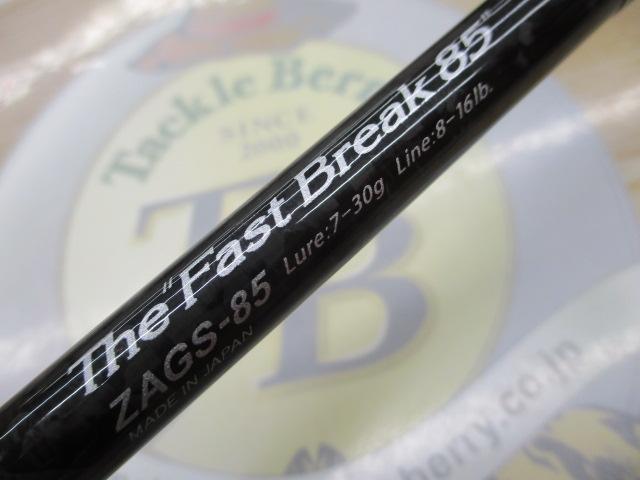 The "Fast Break 85"
ZAGS-85 Lure:7-30g Line:8-16lb.
MADE IN JAPAN
Tackle Berry
SINCE
2000
TB
berry.co.jp